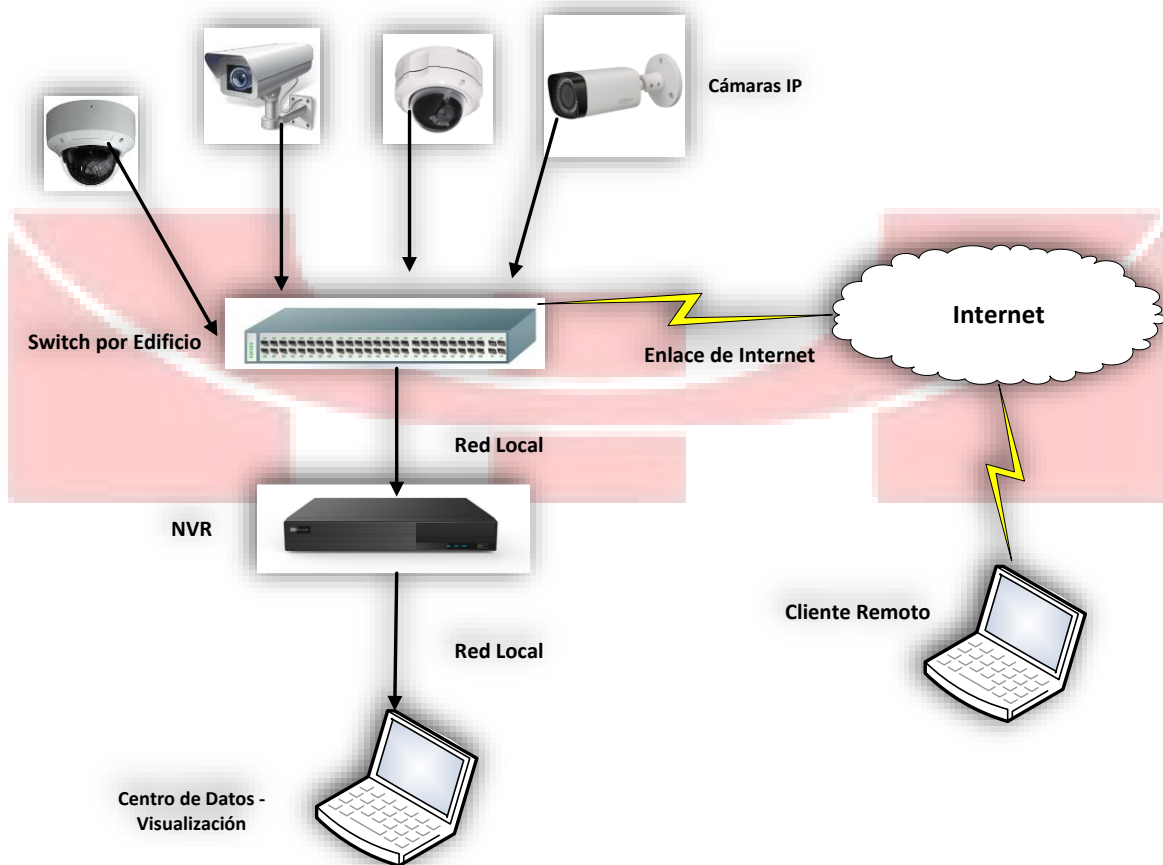 Cámaras IP
Internet
Switch por Edificio
Enlace de Internet
Red Local
NVR
Cliente Remoto
Red Local
Centro de Datos -
Visualización